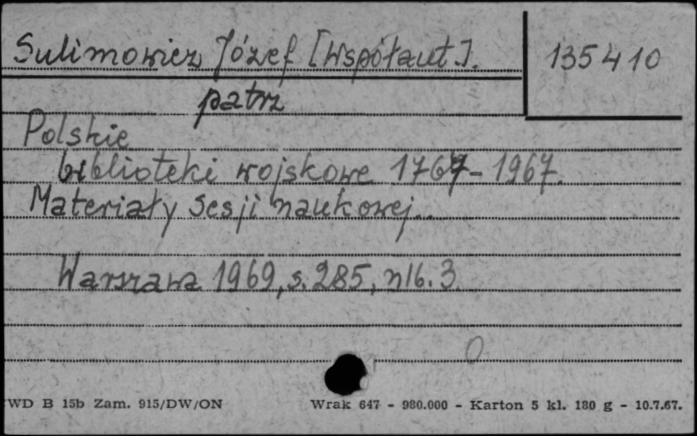 Sulimowicz Józef [Współaut].
135410
patrz
Polskie
biblioteki wojskowe 1767-1967.
Materiały sesji naukowej..
Warszawa 1969, s. 285, nlb. 3
0
WD B 15b Zam. 915/DW/ON
Wrak 647 - 980.000 - Karton 5 kl. 180 g - 10.7.67.